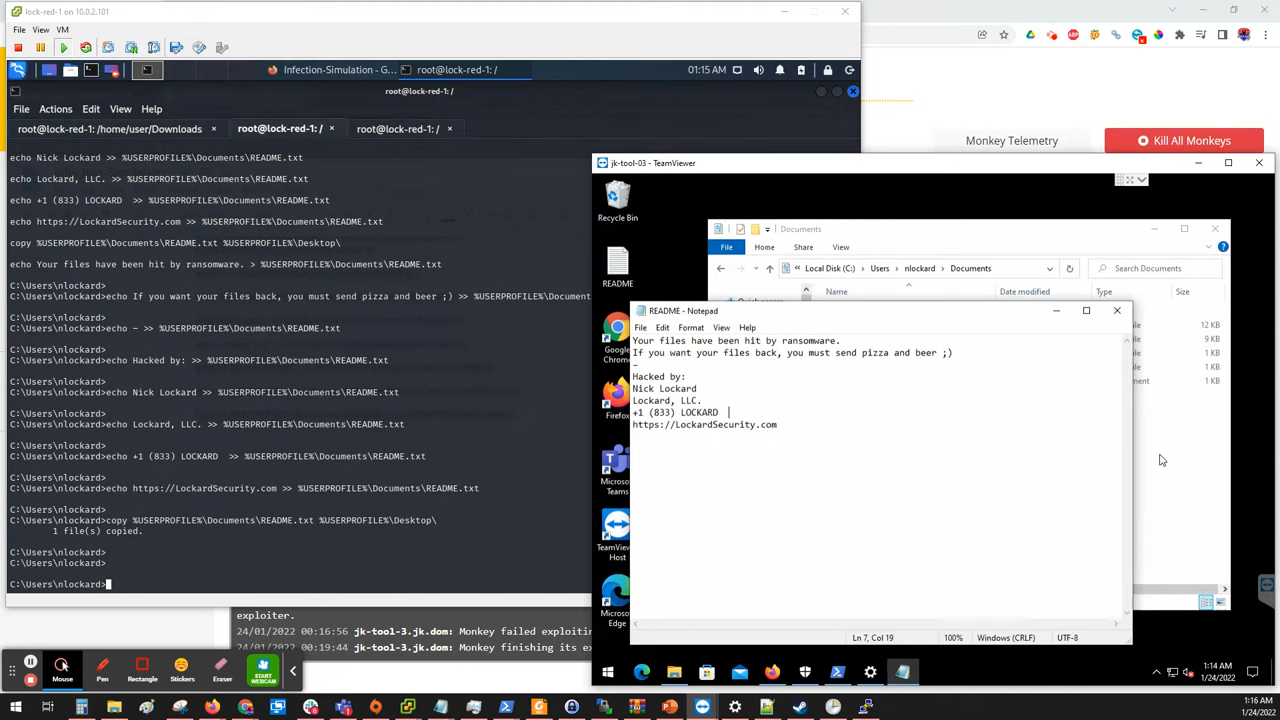 lock-red-1 on 10.0.2.101
File View VM
Infection-Simulation - G...
root@lock-red-1: /
01:15 AM
root@lock-red-1: /
File Actions Edit View Help
root@lock-red-1: /home/user/Downloads ×
root@lock-red-1: / ×
root@lock-red-1: / ×
echo Nick Lockard >> %USERPROFILE%\Documents\README.txt
echo Lockard, LLC. >> %USERPROFILE%\Documents\README.txt
echo +1 (833) LOCKARD  >> %USERPROFILE%\Documents\README.txt
echo https://LockardSecurity.com >> %USERPROFILE%\Documents\README.txt
copy %USERPROFILE%\Documents\README.txt %USERPROFILE%\Desktop\
echo Your files have been hit by ransomware. > %USERPROFILE%\Documents\README.txt
C:\Users\nlockard>
C:\Users\nlockard>echo If you want your files back, you must send pizza and beer ;) >> %USERPROFILE%\Documents
C:\Users\nlockard>
C:\Users\nlockard>echo - >> %USERPROFILE%\Documents\README.txt
C:\Users\nlockard>
C:\Users\nlockard>echo Hacked by: >> %USERPROFILE%\Documents\README.txt
C:\Users\nlockard>
C:\Users\nlockard>echo Nick Lockard >> %USERPROFILE%\Documents\README.txt
C:\Users\nlockard>
C:\Users\nlockard>echo Lockard, LLC. >> %USERPROFILE%\Documents\README.txt
C:\Users\nlockard>
C:\Users\nlockard>echo +1 (833) LOCKARD  >> %USERPROFILE%\Documents\README.txt
C:\Users\nlockard>
C:\Users\nlockard>echo https://LockardSecurity.com >> %USERPROFILE%\Documents\README.txt
C:\Users\nlockard>
C:\Users\nlockard>copy %USERPROFILE%\Documents\README.txt %USERPROFILE%\Desktop\
1 file(s) copied.
C:\Users\nlockard>
C:\Users\nlockard>
C:\Users\nlockard>
Monkey Telemetry
Kill All Monkeys
jk-tool-03 - TeamViewer
Recycle Bin
README
Google Chrome
Firefox
Microsoft Teams
TeamViewer Host
Microsoft Edge
Documents
File Home Share View
« Local Disk (C:) > Users > nlockard > Documents
Search Documents
Name Date modified Type Size
12 KB
9 KB
1 KB
1 KB
README - Notepad
File Edit Format View Help
Your files have been hit by ransomware.
If you want your files back, you must send pizza and beer ;)
-
Hacked by:
Nick Lockard
Lockard, LLC.
+1 (833) LOCKARD
https://LockardSecurity.com
Ln 7, Col 19 100% Windows (CRLF) UTF-8
1:14 AM
1/24/2022
exploiter.
24/01/2022 00:16:56 jk-tool-3.jk.dom: Monkey failed exploitin
24/01/2022 00:19:44 jk-tool-3.jk.dom: Monkey finishing its ex
Mouse
Pen
Rectangle
Stickers
Eraser
START WEBCAM
1:16 AM
1/24/2022